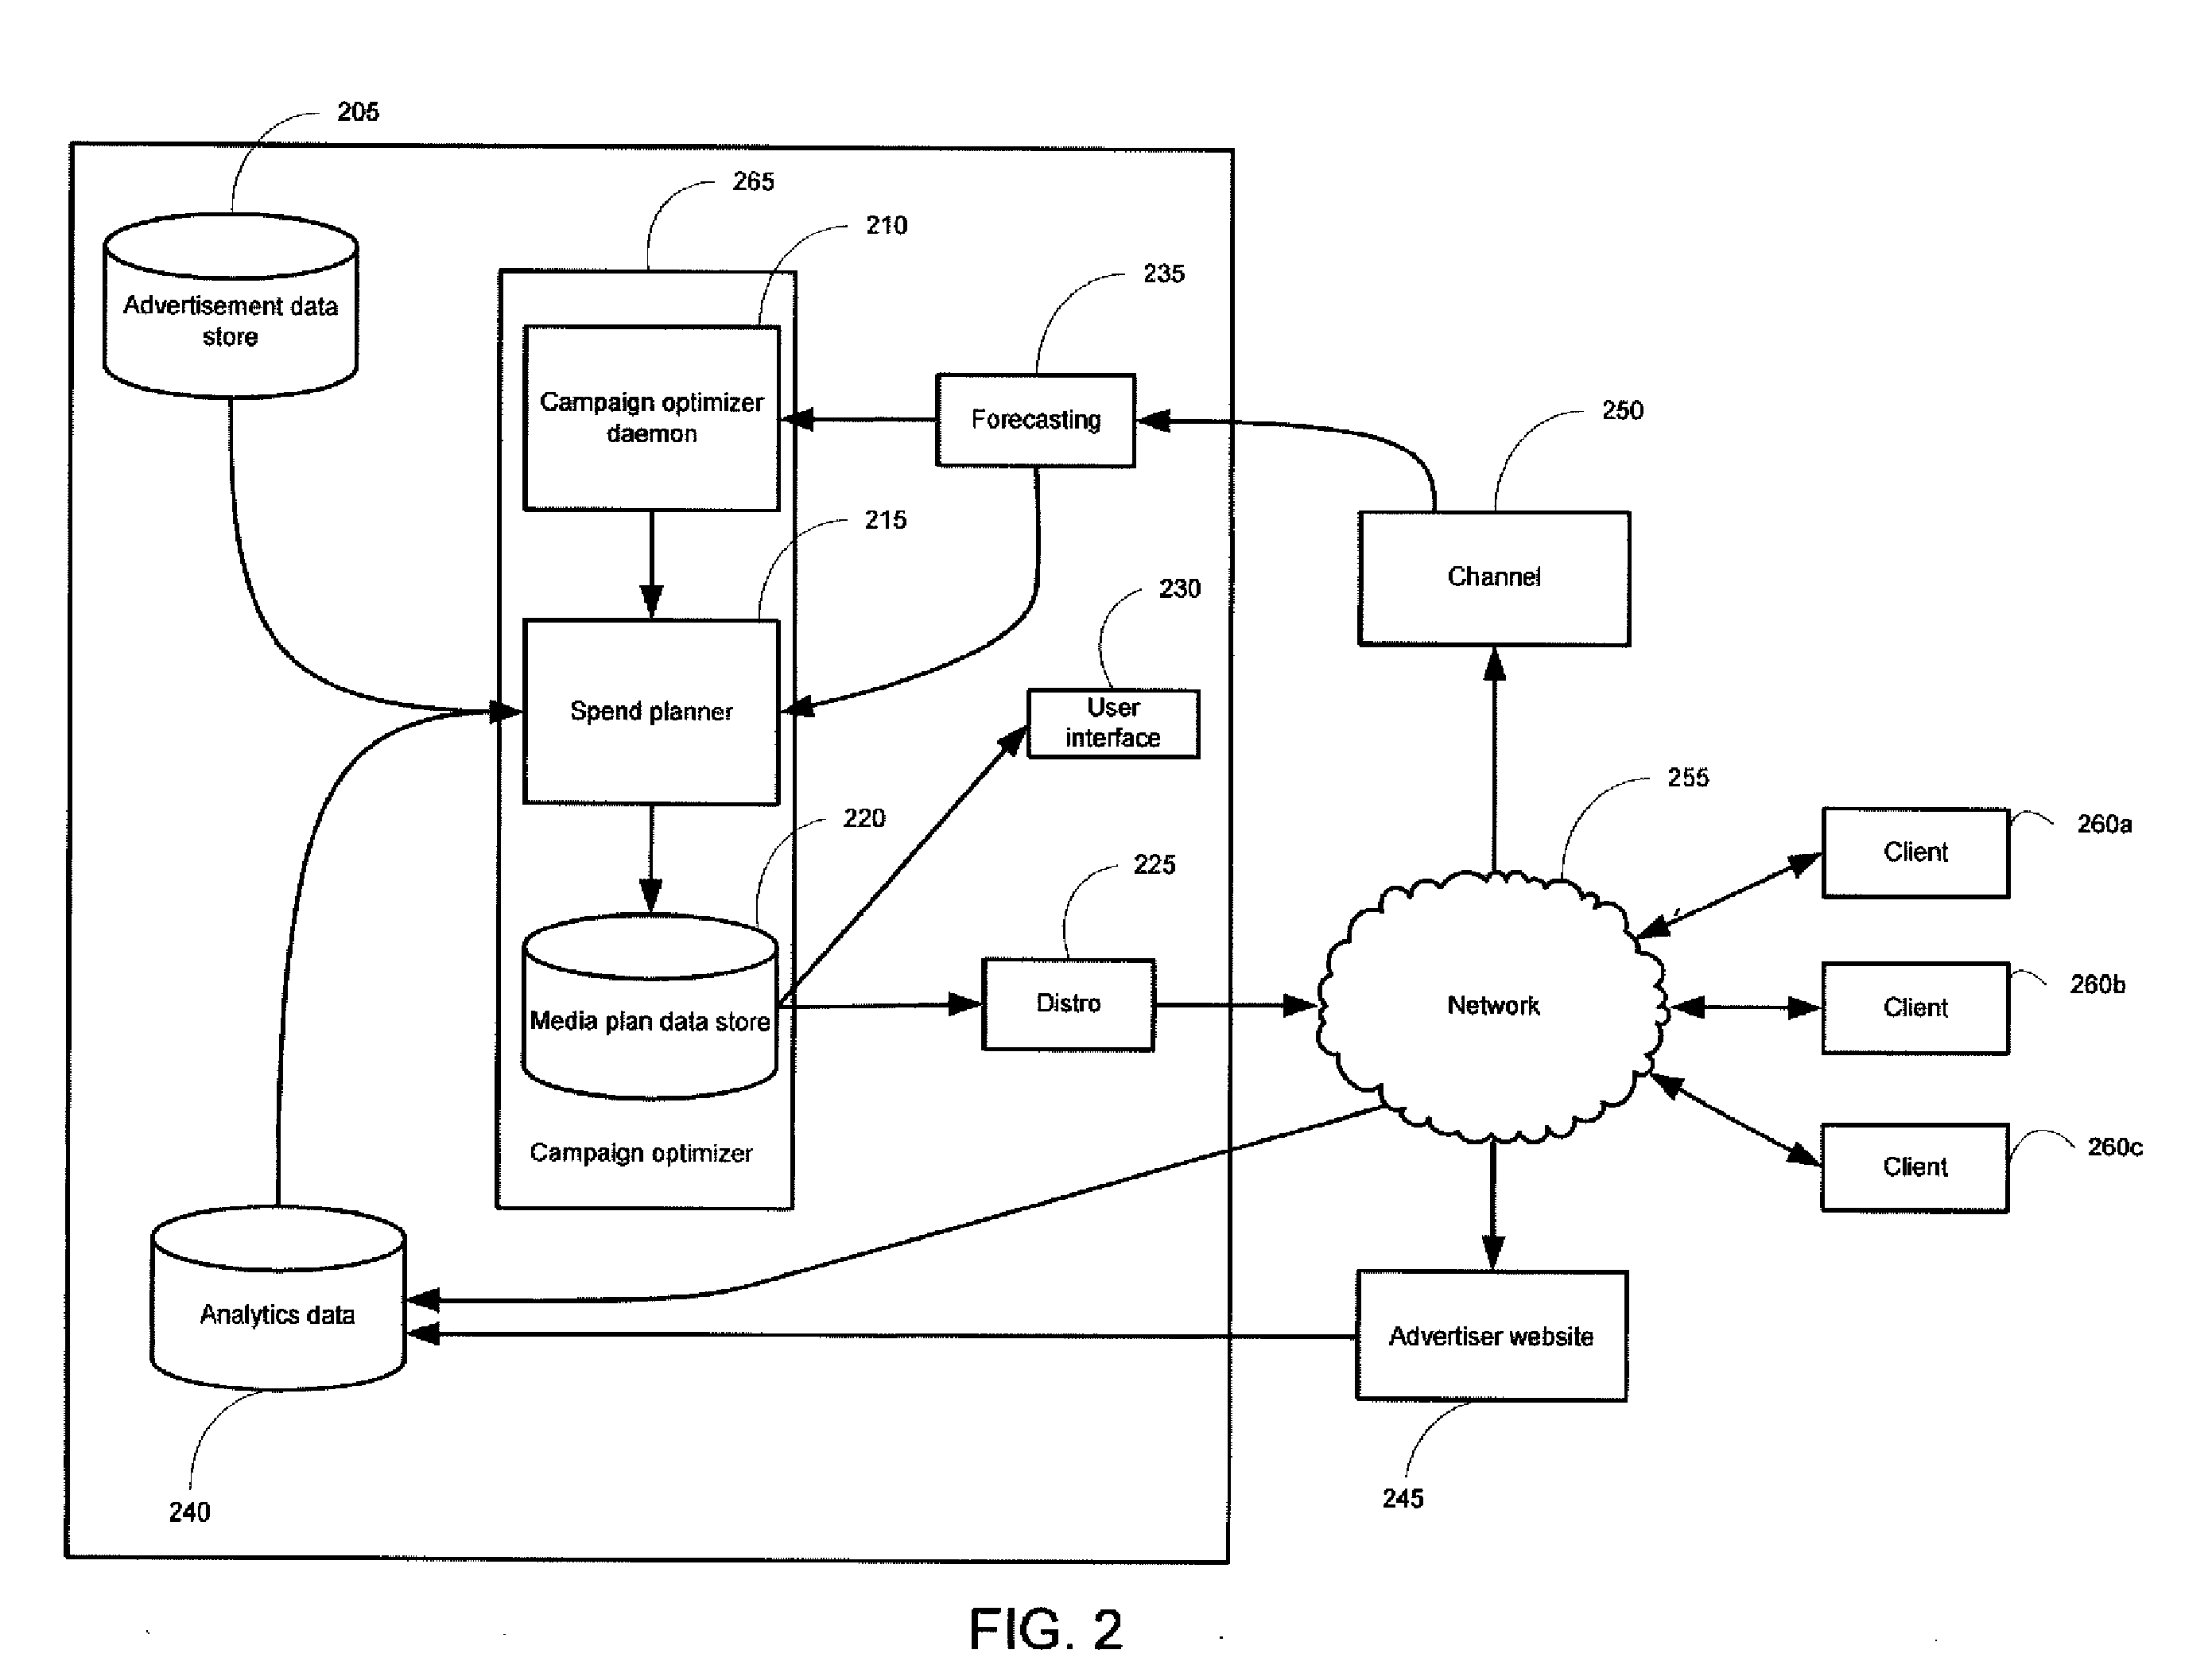 205
265
210
235
Advertisement data
store
Campaign optimizer
daemon
Forecasting
250
215
Channel
230
Spend planner
User
interface
255
220
260a
Client
225
260b
Client
Distro
Network
Media plan data store
Campaign optimizer
260c
Client
Analytics data
Advertiser website
240
245
FIG. 2